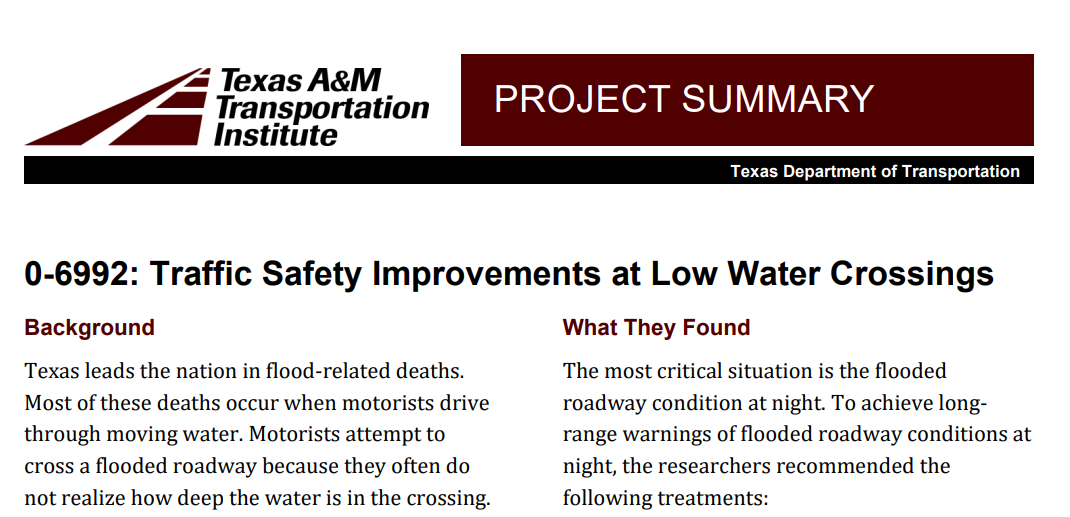 Texas A&M
Transportation
Institute
PROJECT SUMMARY
Texas Department of Transportation
0-6992: Traffic Safety Improvements at Low Water Crossings
Background
Texas leads the nation in flood-related deaths.
Most of these deaths occur when motorists drive
through moving water. Motorists attempt to
cross a flooded roadway because they often do
not realize how deep the water is in the crossing.
What They Found
The most critical situation is the flooded
roadway condition at night. To achieve long-
range warnings of flooded roadway conditions at
night, the researchers recommended the
following treatments: